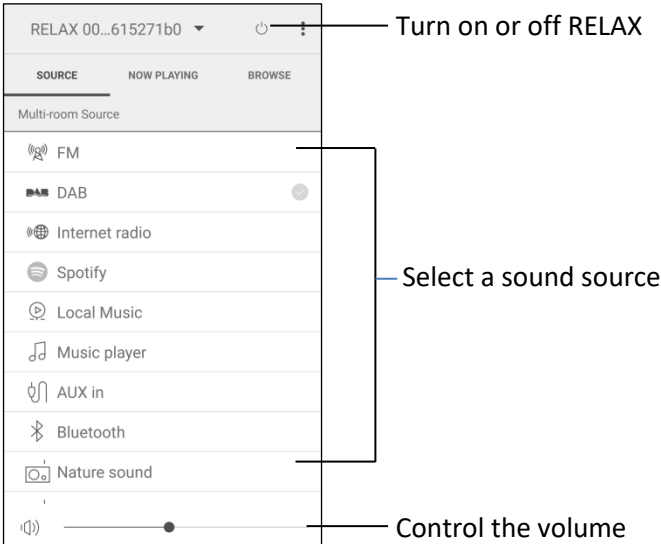 RELAX 00...615271b0
Turn on or off RELAX
SOURCE NOW PLAYING BROWSE
Multi-room Source
FM
DAB DAB
Internet radio
Spotify
Select a sound source
Local Music
Music player
AUX in
Bluetooth
Nature sound
Control the volume